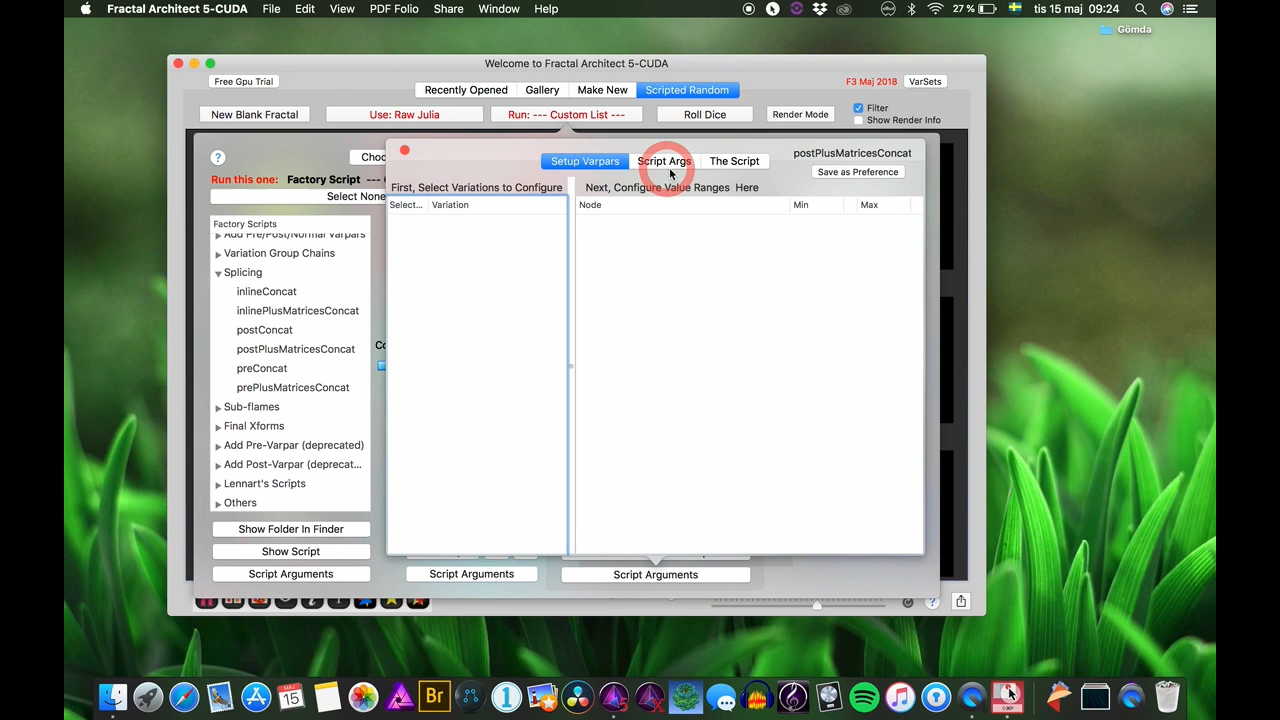 Fractal Architect 5-CUDA File Edit View PDF Folio Share Window Help 27 % tis 15 maj 09:24
Gömda
Welcome to Fractal Architect 5-CUDA
Free Gpu Trial
F3 Maj 2018 VarSets
Recently Opened Gallery Make New Scripted Random
New Blank Fractal Use: Raw Julia Run: --- Custom List --- Roll Dice Render Mode
Filter
Show Render Info
? Choo
Setup Varpars Script Args The Script
postPlusMatricesConcat
Save as Preference
Run this one: Factory Script ---
Select None
First, Select Variations to Configure Next, Configure Value Ranges Here
Select... Variation Node Min Max
Factory Scripts
Add Pre/Post/Normal Varpars
Variation Group Chains
Splicing
inlineConcat
inlinePlusMatricesConcat
postConcat
postPlusMatricesConcat
preConcat
prePlusMatricesConcat
Sub-flames
Final Xforms
Add Pre-Varpar (deprecated)
Add Post-Varpar (deprecat...
Lennart's Scripts
Others
Show Folder In Finder
Show Script
Script Arguments Script Arguments Script Arguments
?
MAJ
15
Br
1